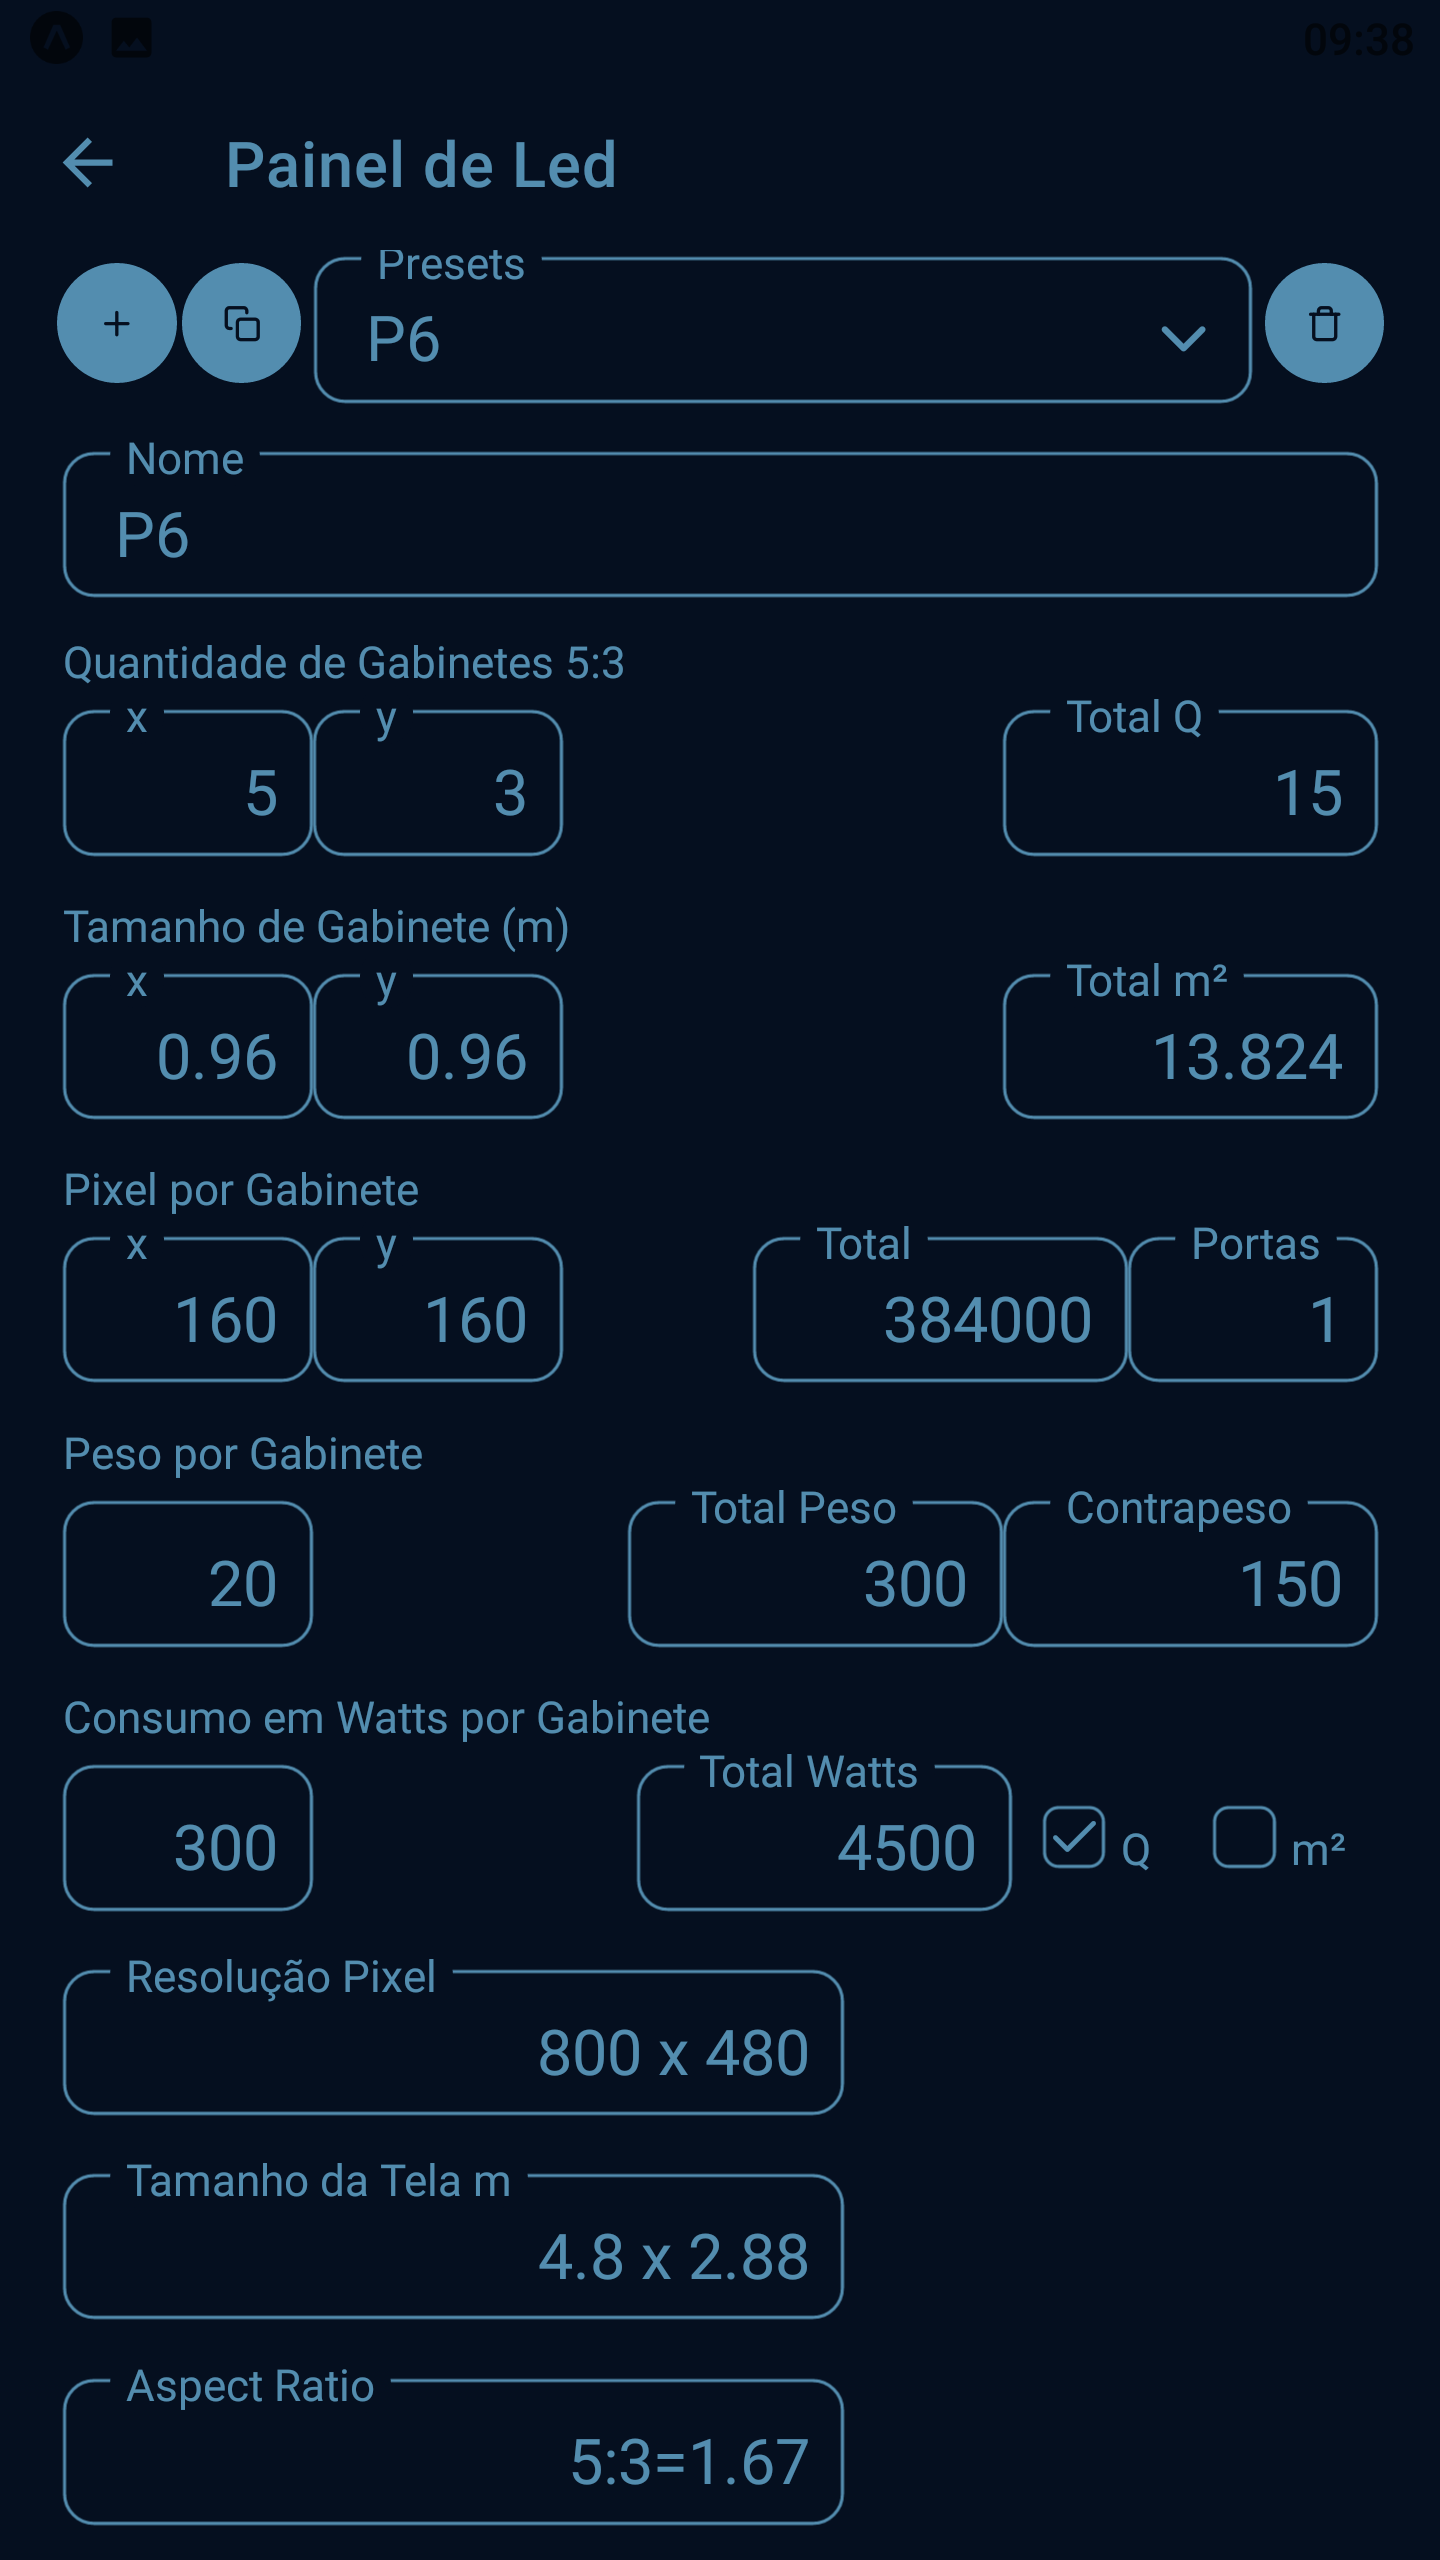 09:38
Painel de Led
Presets
P6
Nome
P6
Quantidade de Gabinetes 5:3
x y Total Q
5 3 15
Tamanho de Gabinete (m)
x y Total m²
0.96 0.96 13.824
Pixel por Gabinete
x y Total Portas
160 160 384000 1
Peso por Gabinete
Total Peso Contrapeso
20 300 150
Consumo em Watts por Gabinete
Total Watts
300 4500 Q m²
Resolução Pixel
800 x 480
Tamanho da Tela m
4.8 x 2.88
Aspect Ratio
5:3=1.67